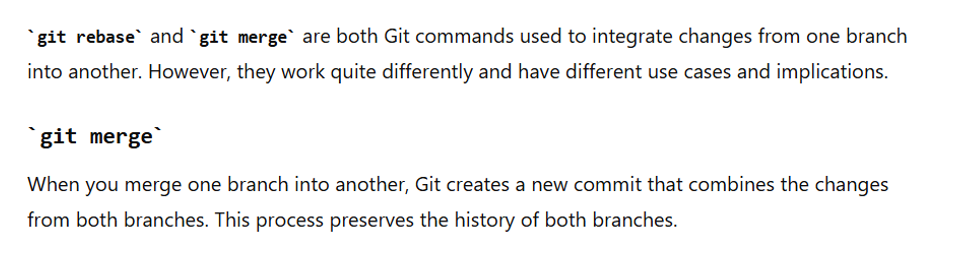 `git rebase` and `git merge` are both Git commands used to integrate changes from one branch
into another. However, they work quite differently and have different use cases and implications.
`git merge`
When you merge one branch into another, Git creates a new commit that combines the changes
from both branches. This process preserves the history of both branches.